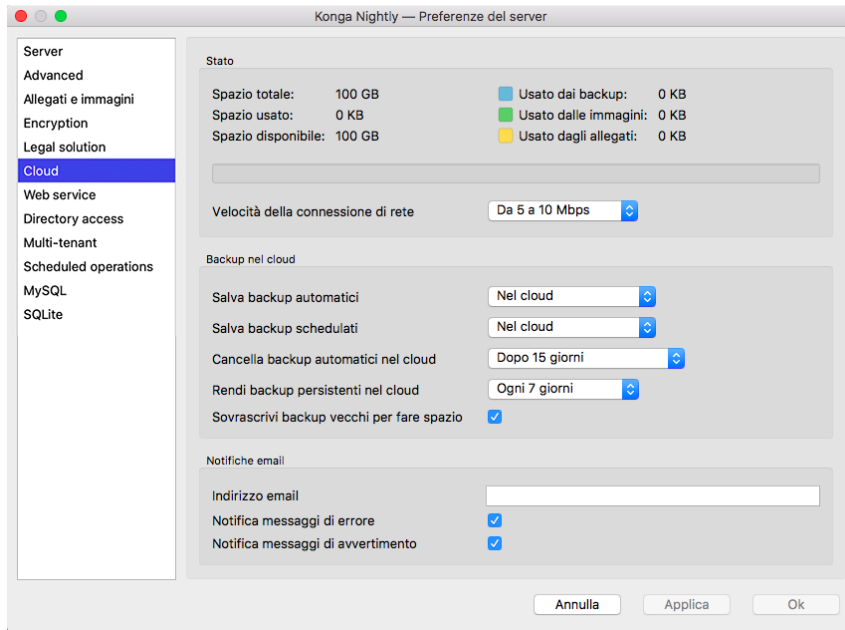 Konga Nightly — Preferenze del server
Server
Advanced
Allegati e immagini
Encryption
Legal solution
Cloud
Web service
Directory access
Multi-tenant
Scheduled operations
MySQL
SQLite
Stato
Spazio totale: 100 GB Usato dai backup: 0 KB
Spazio usato: 0 KB Usato dalle immagini: 0 KB
Spazio disponibile: 100 GB Usato dagli allegati: 0 KB
Velocità della connessione di rete Da 5 a 10 Mbps
Backup nel cloud
Salva backup automatici Nel cloud
Salva backup schedulati Nel cloud
Cancella backup automatici nel cloud Dopo 15 giorni
Rendi backup persistenti nel cloud Ogni 7 giorni
Sovrascrivi backup vecchi per fare spazio
Notifiche email
Indirizzo email
Notifica messaggi di errore
Notifica messaggi di avvertimento
Annulla Applica Ok